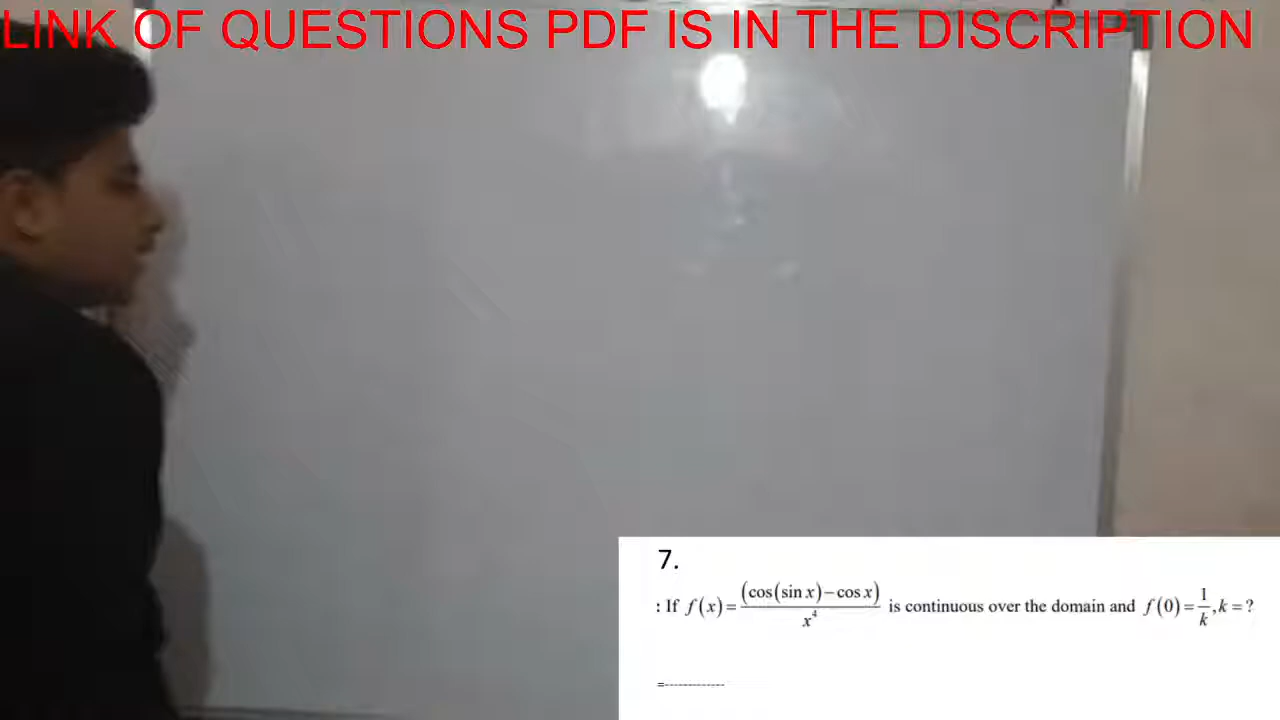 LINK OF QUESTIONS PDF IS IN THE DISCRIPTION
7.
: If f(x)=(cos(sin x)−cos x)/x⁴ is continuous over the domain and f(0)=1/k,k=?
=-------------